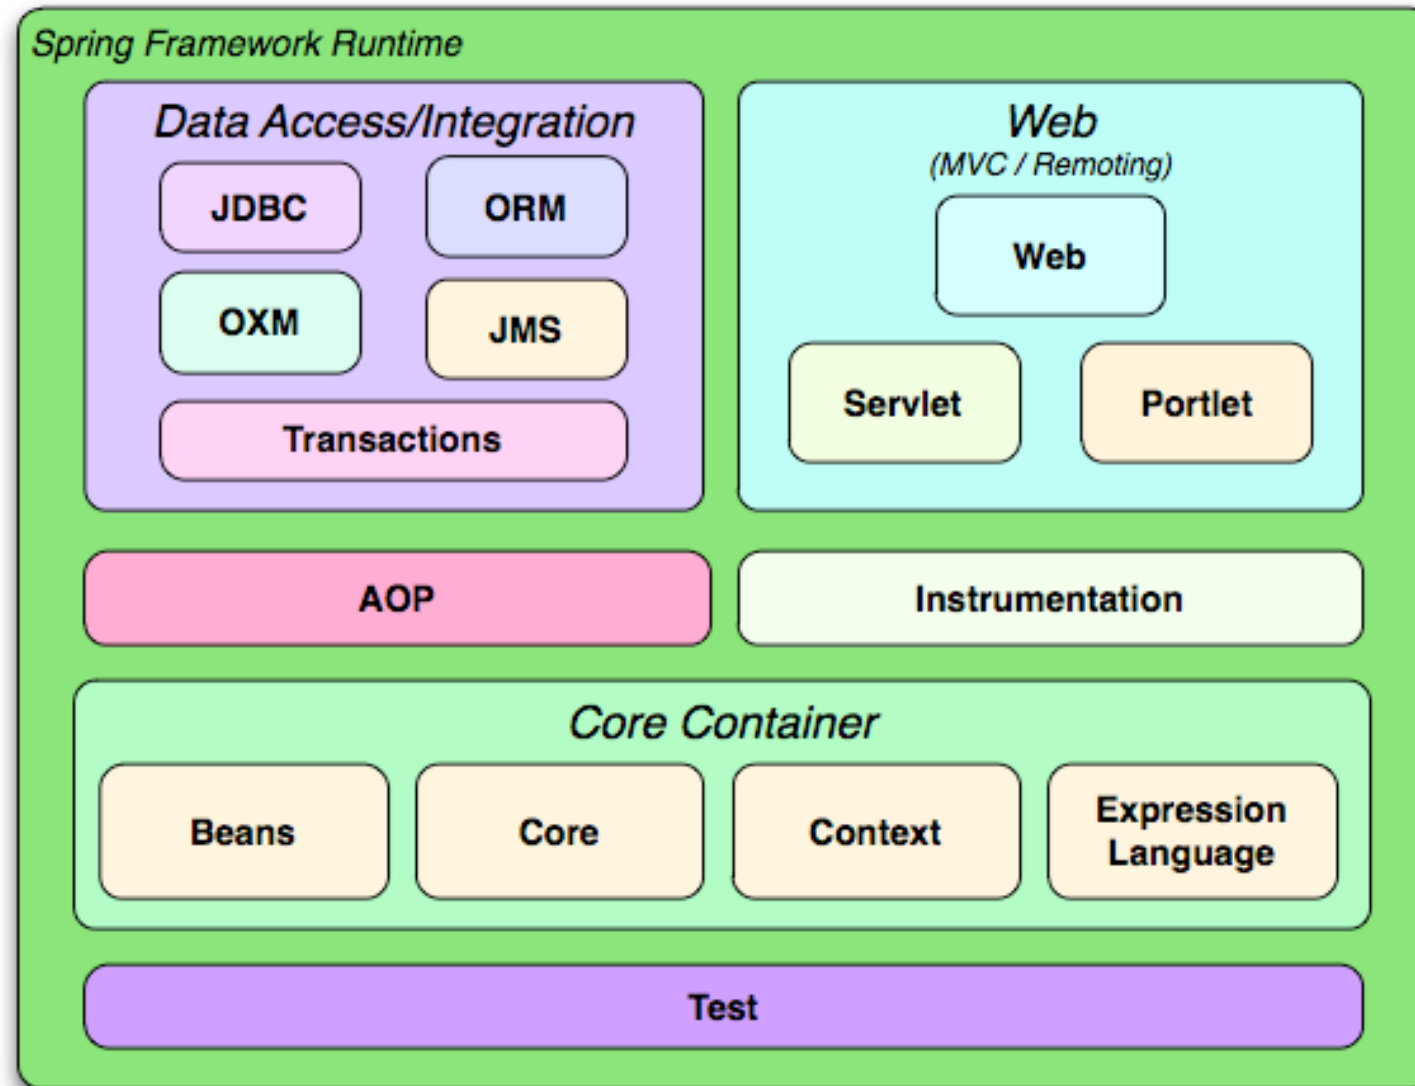 Spring Framework Runtime
Data Access/Integration
JDBC
ORM
OXM
JMS
Transactions
Web
(MVC / Remoting)
Web
Servlet
Portlet
AOP
Instrumentation
Core Container
Beans
Core
Context
Expression
Language
Test